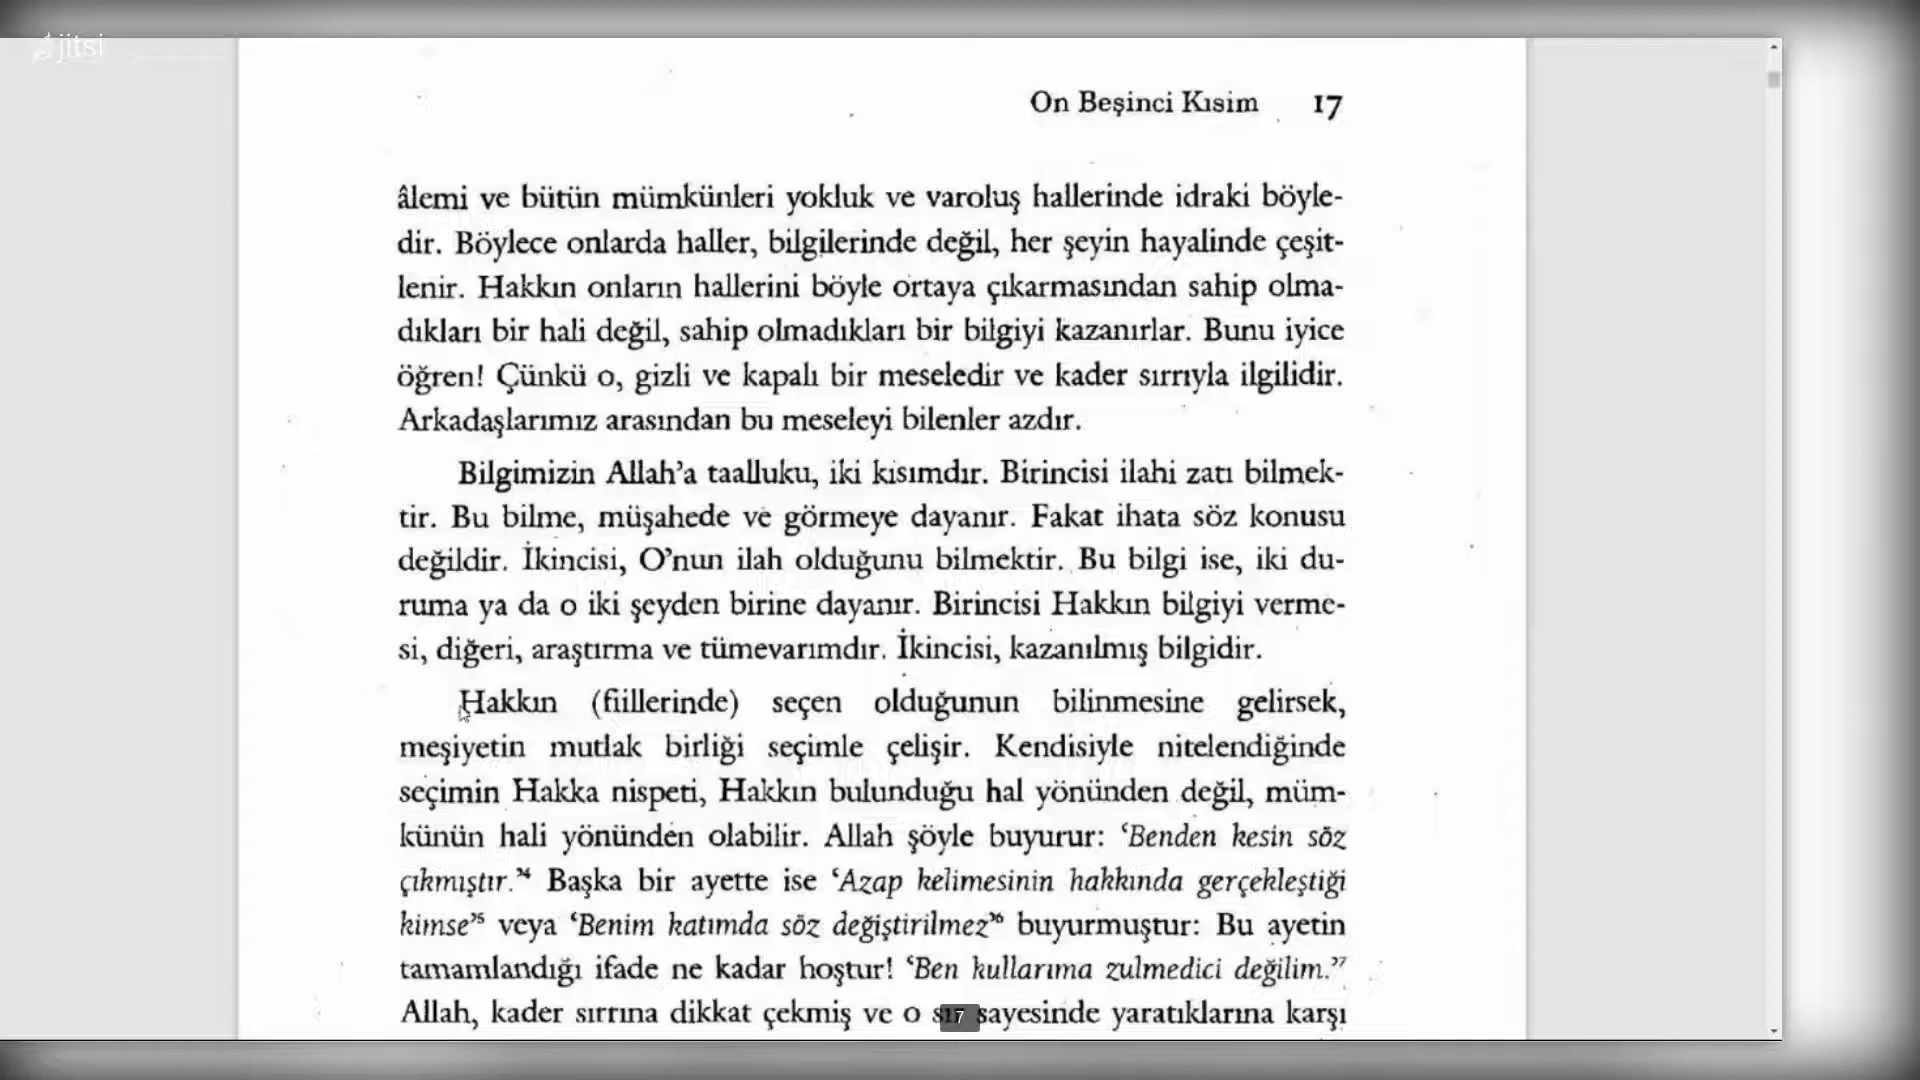 jitsi
On Beşinci Kısim 17
âlemi ve bütün mümkünleri yokluk ve varoluş hallerinde idraki böyle-
dir. Böylece onlarda haller, bilgilerinde değil, her şeyin hayalinde çeşit-
lenir. Hakkın onların hallerini böyle ortaya çıkarmasından sahip olma-
dıkları bir hali değil, sahip olmadıkları bir bilgiyi kazanırlar. Bunu iyice
öğren! Çünkü o, gizli ve kapalı bir meseledir ve kader sırrıyla ilgilidir.
Arkadaşlarımız arasından bu meseleyi bilenler azdır.
Bilgimizin Allah'a taalluku, iki kısımdır. Birincisi ilahi zatı bilmek-
tir. Bu bilme, müşahede ve görmeye dayanır. Fakat ihata söz konusu
değildir. İkincisi, O'nun ilah olduğunu bilmektir. Bu bilgi ise, iki du-
ruma ya da o iki şeyden birine dayanır. Birincisi Hakkın bilgiyi verme-
si, diğeri, araştırma ve tümevarımdır. İkincisi, kazanılmış bilgidir.
Hakkın (fiillerinde) seçen olduğunun bilinmesine gelirsek,
meşiyetin mutlak birliği seçimle çelişir. Kendisiyle nitelendiğinde
seçimin Hakka nispeti, Hakkın bulunduğu hal yönünden değil, müm-
künün hali yönünden olabilir. Allah şöyle buyurur: 'Benden kesin söz
çıkmıştır.'⁴ Başka bir ayette ise 'Azap kelimesinin hakkında gerçekleştiği
kimse'⁵ veya 'Benim katımda söz değiştirilmez'⁶ buyurmuştur: Bu ayetin
tamamlandığı ifade ne kadar hoştur! 'Ben kullarıma zulmedici değilim.'⁷
Allah, kader sırrına dikkat çekmiş ve o sır sayesinde yaratıklarına karşı